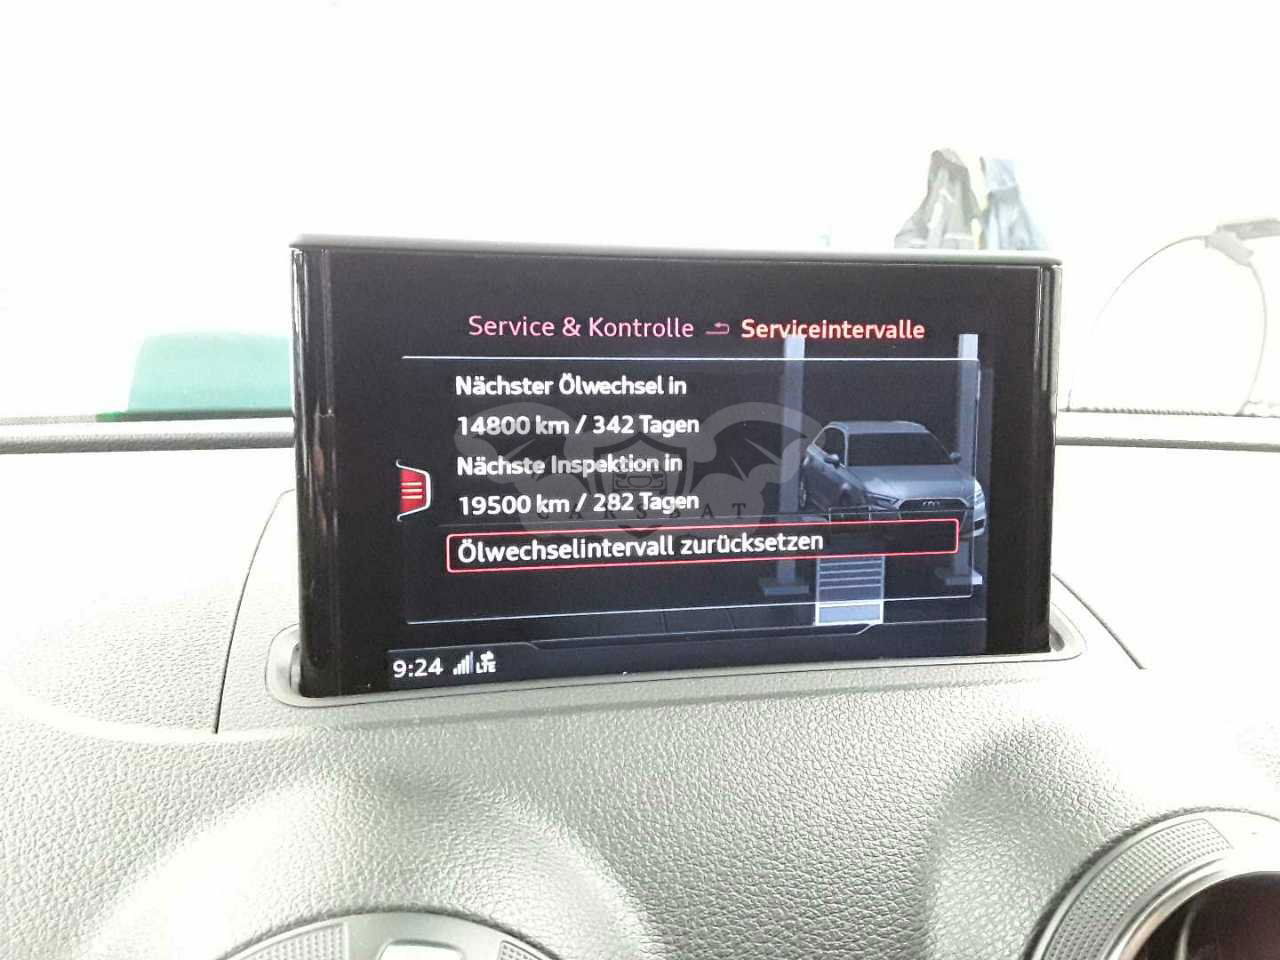 Service & Kontrolle Serviceintervalle
Nächster Ölwechsel in
14800 km / 342 Tagen
Nächste Inspektion in
19500 km / 282 Tagen
CARSSAT
Ölwechselintervall zurücksetzen
9:24 LTE